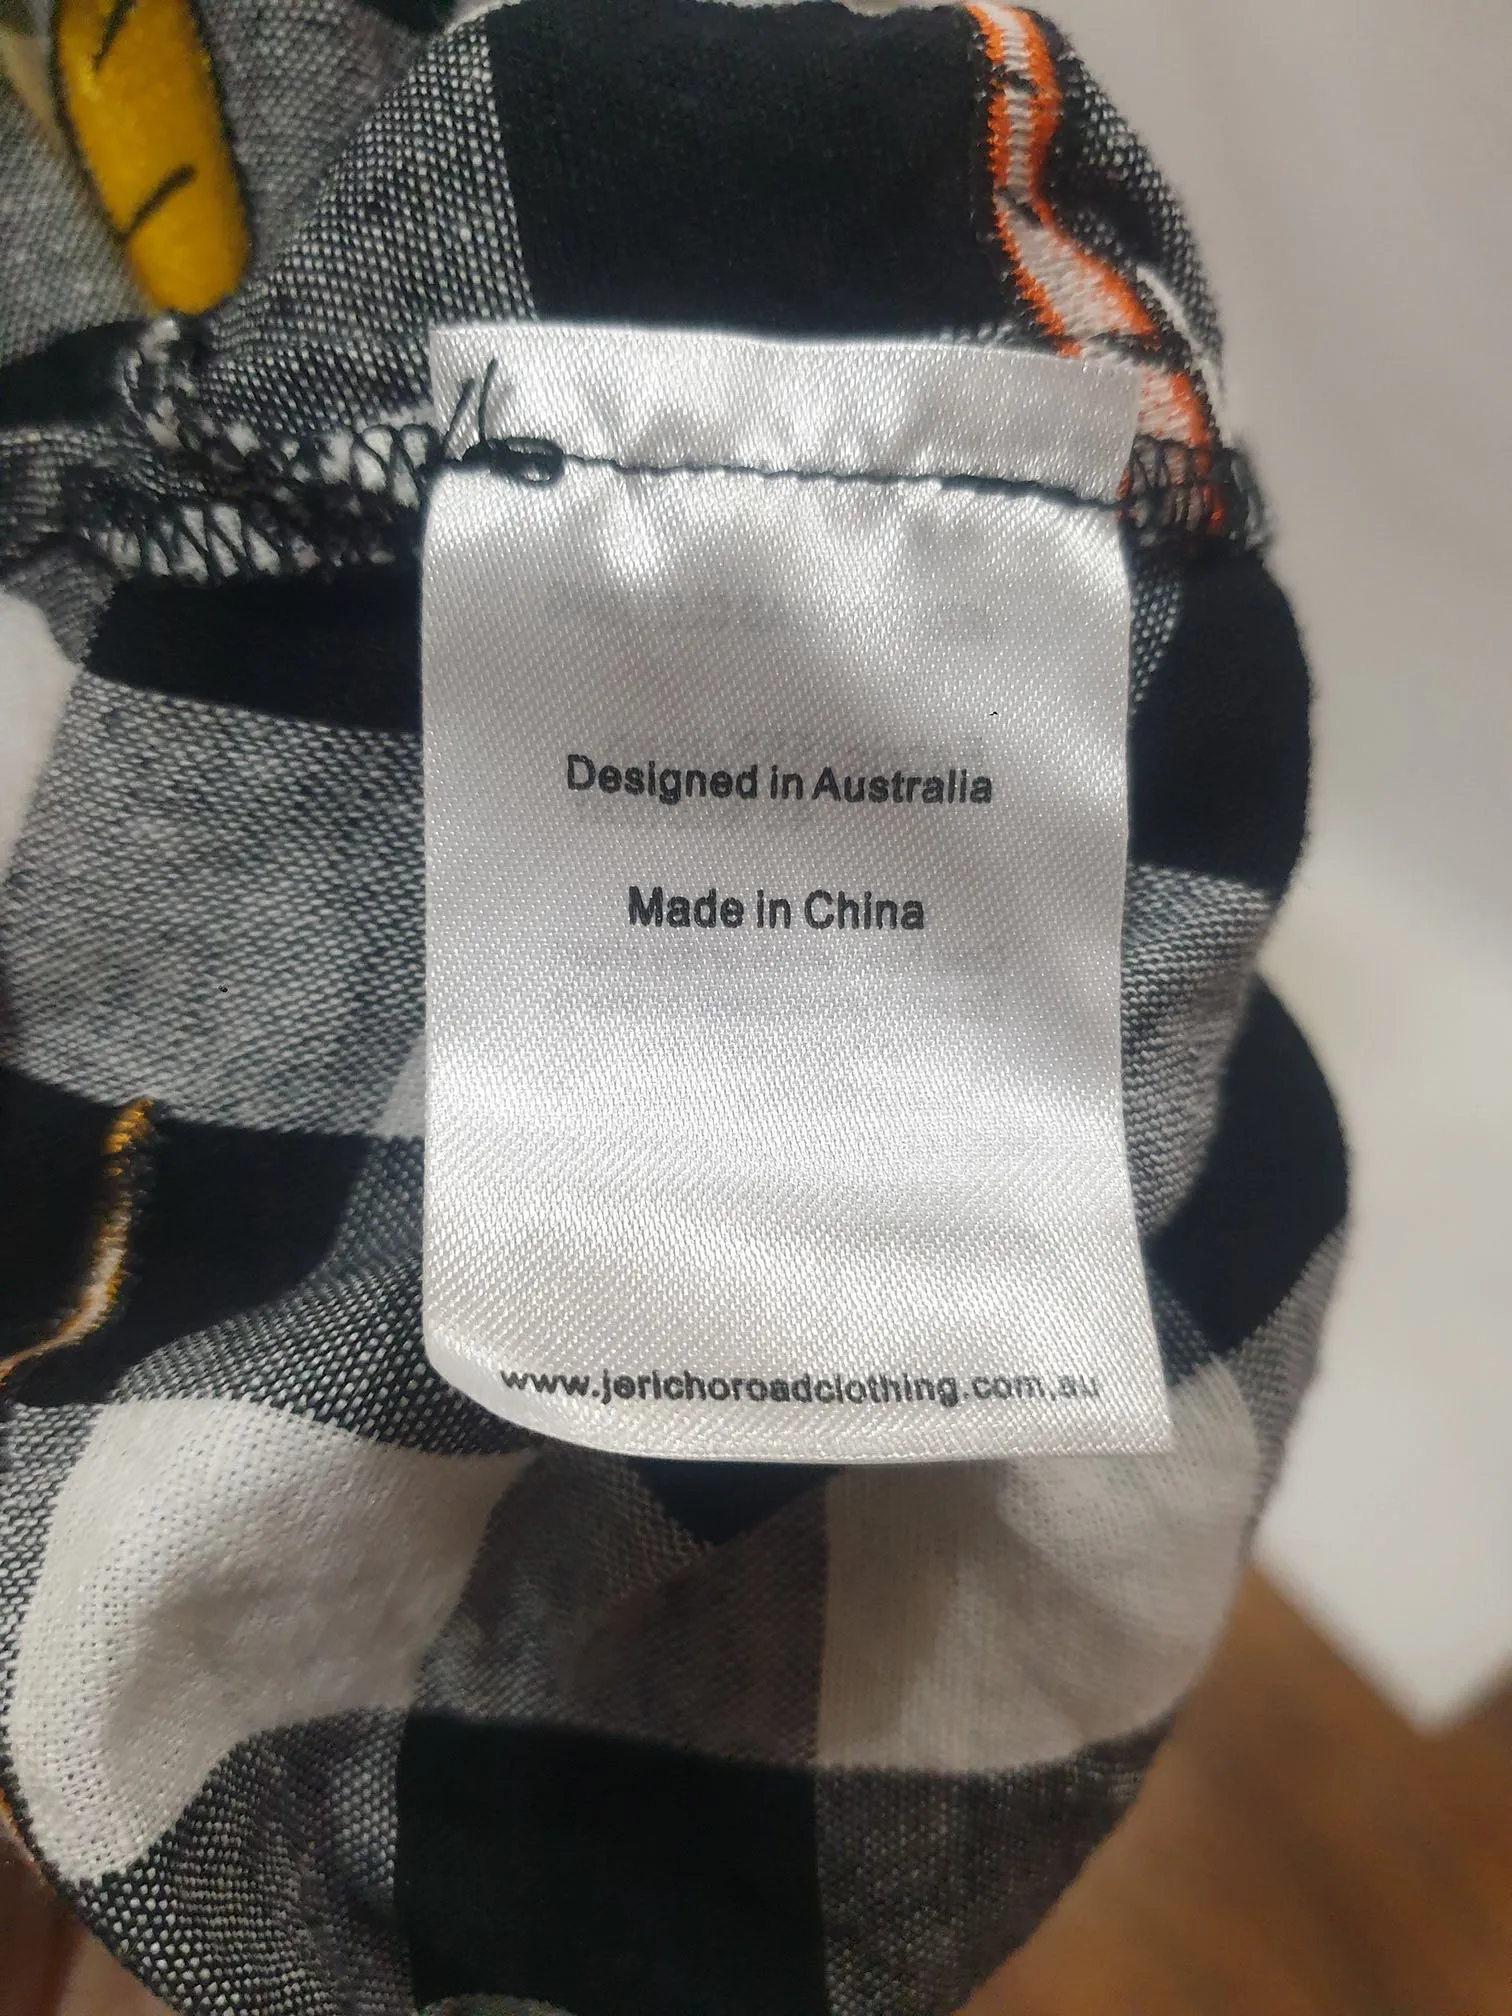 Designed in Australia
Made in China
www.jerichoroadclothing.com.au